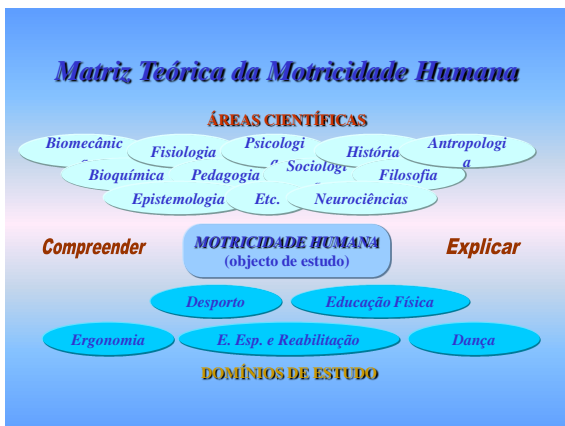 Matriz Teórica da Motricidade Humana
ÁREAS CIENTÍFICAS
Biomecânic
Fisiologia
Psicologi
História
Antropologi
a
Bioquímica
Pedagogia
Sociologi
Filosofia
Epistemologia
Etc.
Neurociências
Compreender
MOTRICIDADE HUMANA
(objecto de estudo)
Explicar
Desporto
Educação Física
Ergonomia
E. Esp. e Reabilitação
Dança
DOMÍNIOS DE ESTUDO